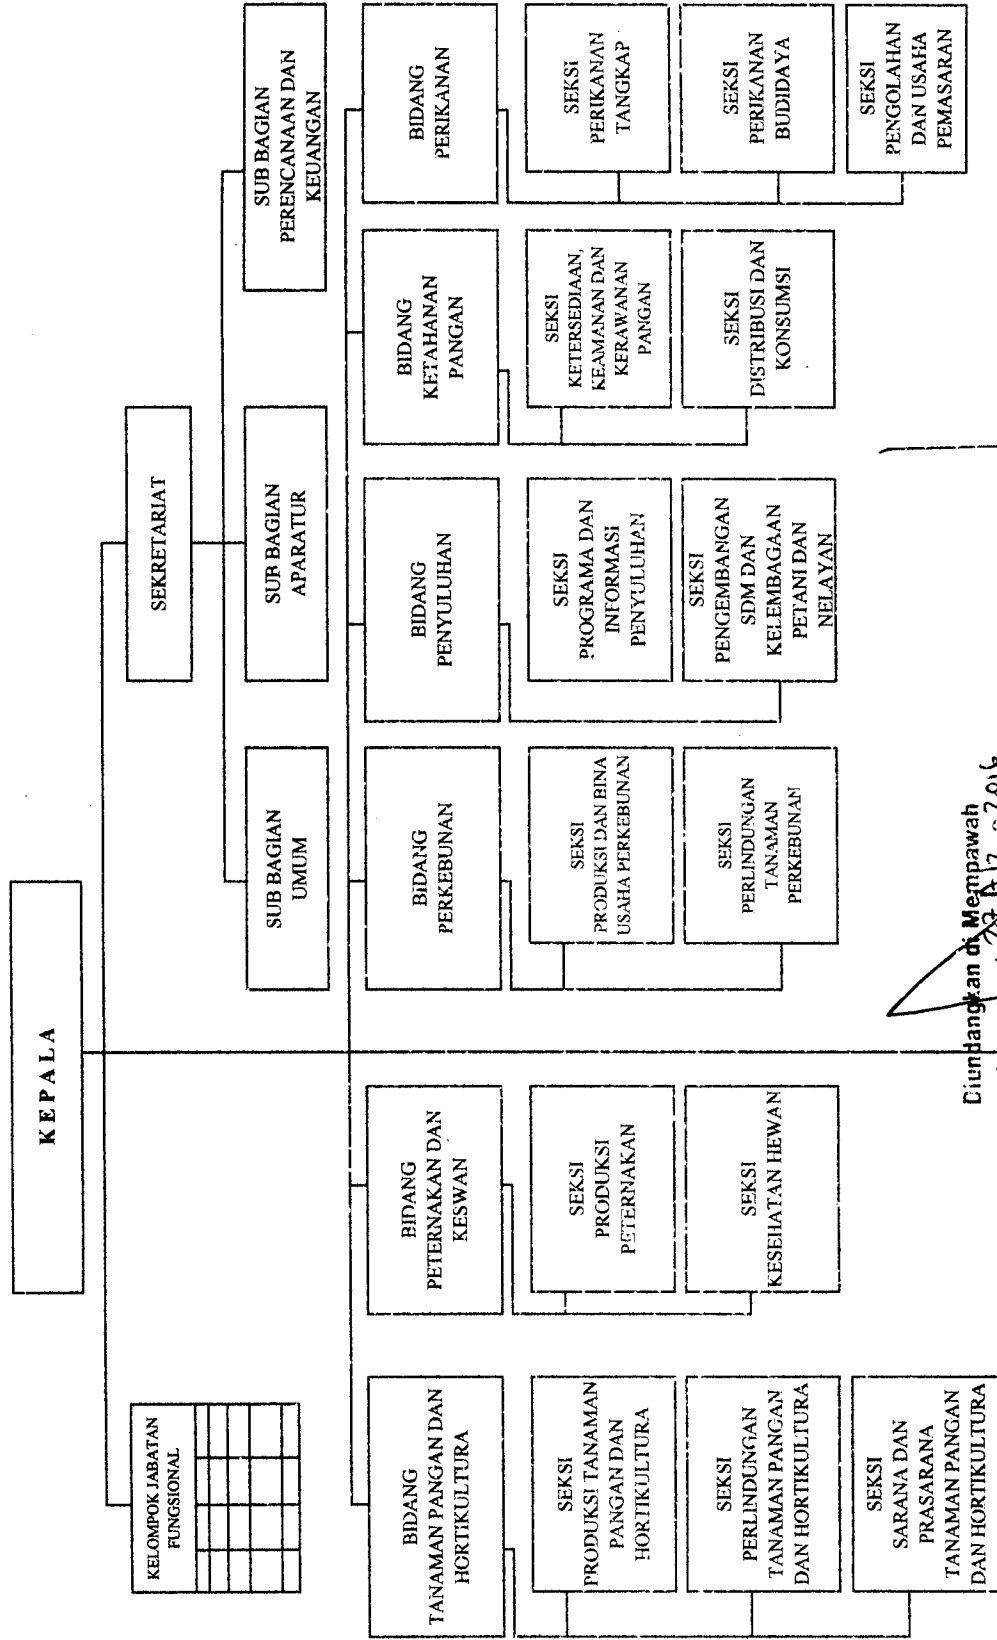 KEPALA
KELOMPOK JABATAN
FUNGSIONAL
SEKRETARIAT
SUB BAGIAN
UMUM
SUB BAGIAN
APARATUR
SUB BAGIAN
PERENCANAAN DAN
KEUANGAN
BIDANG
TANAMAN PANGAN DAN
HORTIKULTURA
BIDANG
PETERNAKAN DAN
KESWAN
BIDANG
PERKEBUNAN
BIDANG
PENYULUHAN
BIDANG
KETAHANAN
PANGAN
BIDANG
PERIKANAN
SEKSI
PRODUKSI TANAMAN
PANGAN DAN
HORTIKULTURA
SEKSI
PRODUKSI
PETERNAKAN
SEKSI
PRODUKSI DAN BINA
USAHA PERKEBUNAN
SEKSI
PROGRAMA DAN
INFORMASI
PENYULUHAN
SEKSI
KETERSEDIAAN,
KEAMANAN DAN
KERAWANAN
PANGAN
SEKSI
PERIKANAN
TANGKAP
SEKSI
PERLINDUNGAN
TANAMAN PANGAN
DAN HORTIKULTURA
SEKSI
KESEHATAN HEWAN
SEKSI
PERLINDUNGAN
TANAMAN
PERKEBUNAN
SEKSI
PENGEMBANGAN
SDM DAN
KELEMBAGAAN
PETANI DAN
NELAYAN
SEKSI
DISTRIBUSI DAN
KONSUMSI
SEKSI
PERIKANAN
BUDIDAYA
SEKSI
SARANA DAN
PRASARANA
TANAMAN PANGAN
DAN HORTIKULTURA
SEKSI
PENGOLAHAN
DAN USAHA
PEMASARAN
Diundangkan di Mempawah
2016